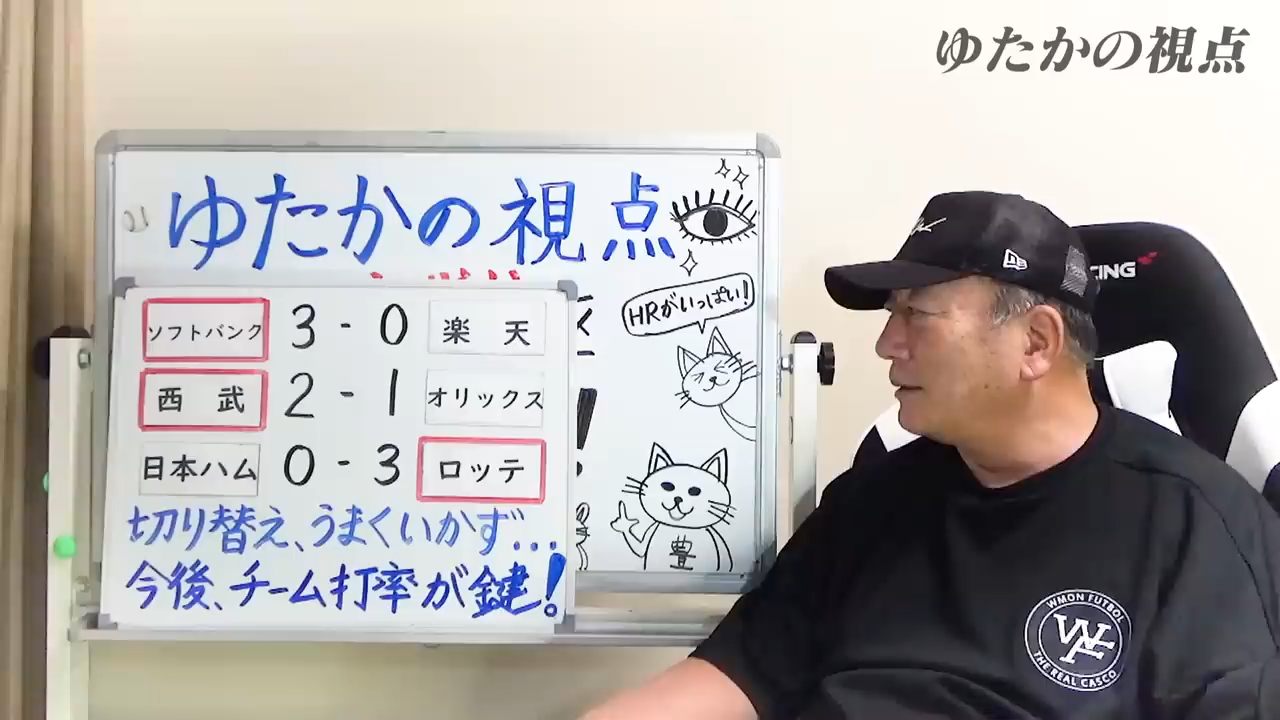 ゆたかの視点
ゆたかの視点
HRがいっぱい!
ソフトバンク 3 - 0 楽天
西武 2 - 1 オリックス
日本ハム 0 - 3 ロッテ
切り替え、うまくいかず...
今後、チーム打率が鍵!
豊
CING
WMON FUTBOL
WF
THE REAL CASCO